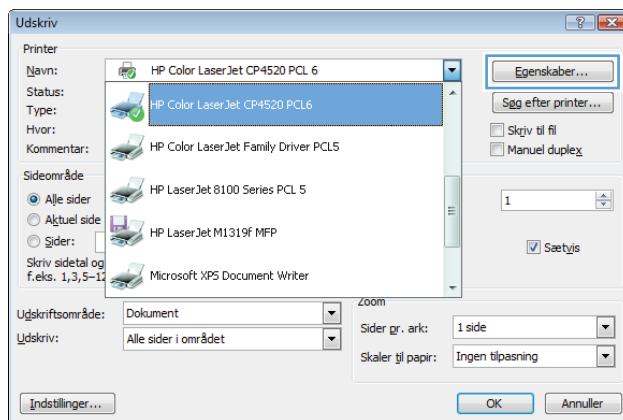 Udskriv
Printer
Navn: HP Color LaserJet CP4520 PCL 6 Egenskaber...
Status: HP Color LaserJet CP4520 PCL6 Søg efter printer...
Type:
Hvor: HP Color LaserJet Family Driver PCL5 Skriv til fil
Kommentar: Manuel duplex
Sideområde HP LaserJet 8100 Series PCL 5
Alle sider 1
Aktuel side HP LaserJet M1319f MFP
Sider: Sætvis
Skriv sidetal og
f.eks. 1,3,5–12 Microsoft XPS Document Writer
Zoom
Udskriftsområde: Dokument Sider pr. ark: 1 side
Udskriv: Alle sider i området Skaler til papir: Ingen tilpasning
Indstillinger... OK Annuller